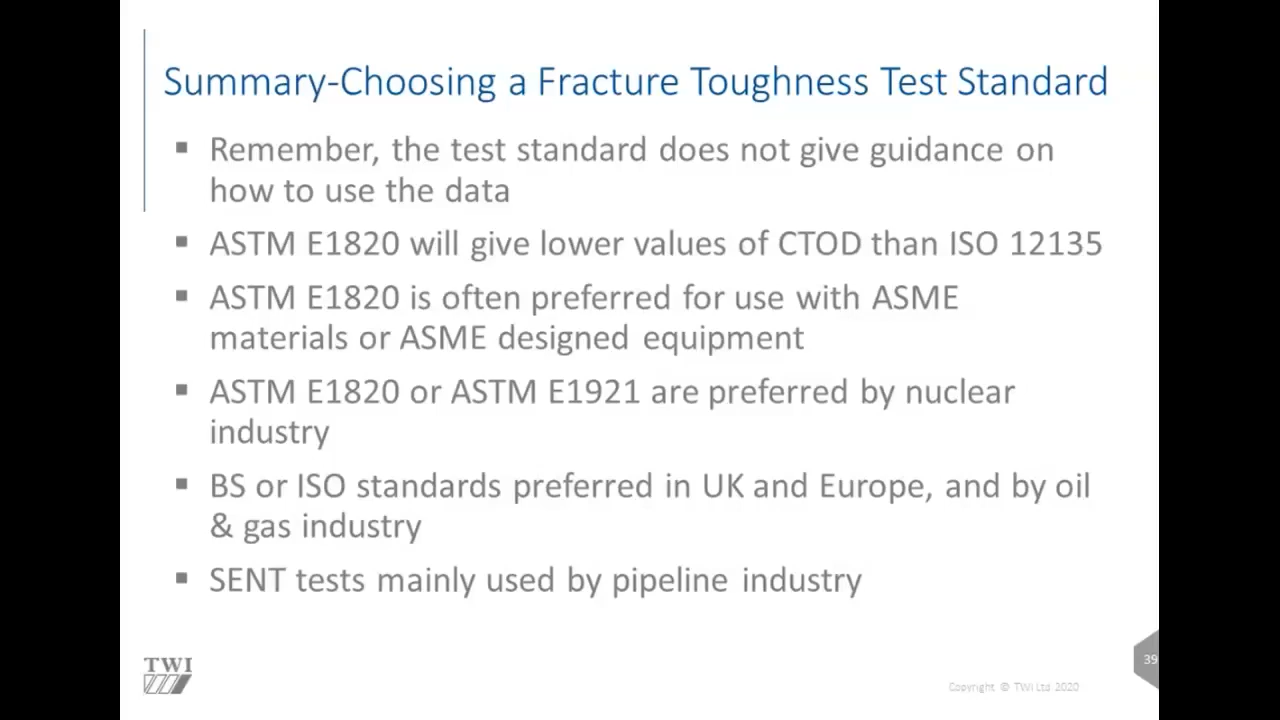 Summary-Choosing a Fracture Toughness Test Standard
▪ Remember, the test standard does not give guidance on
how to use the data
▪ ASTM E1820 will give lower values of CTOD than ISO 12135
▪ ASTM E1820 is often preferred for use with ASME
materials or ASME designed equipment
▪ ASTM E1820 or ASTM E1921 are preferred by nuclear
industry
▪ BS or ISO standards preferred in UK and Europe, and by oil
& gas industry
▪ SENT tests mainly used by pipeline industry
TWI
39
Copyright © TWI Ltd 2020